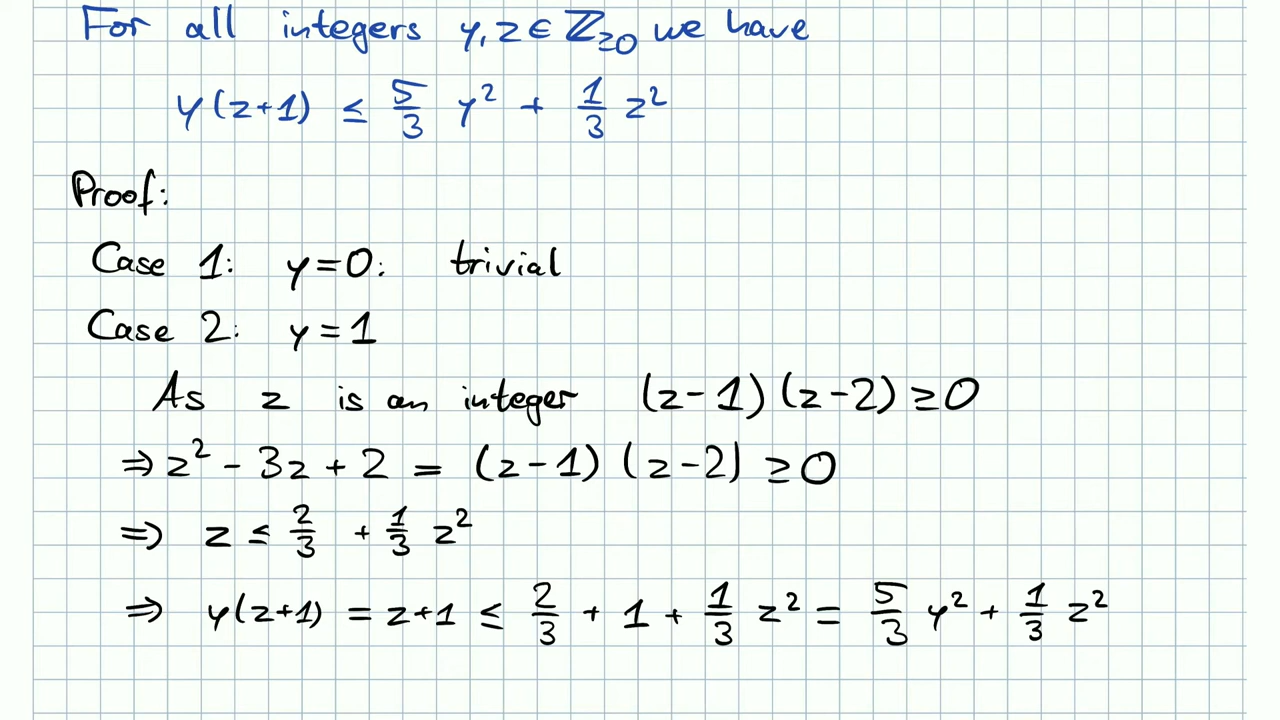 For all integers y, z ∈ ℤ≥0 we have
y(z+1) ≤ 5/3 y² + 1/3 z²
Proof:
Case 1: y=0: trivial
Case 2: y=1
As z is an integer (z-1)(z-2) ≥ 0
⇒ z² - 3z + 2 = (z-1)(z-2) ≥ 0
⇒ z ≤ 2/3 + 1/3 z²
⇒ y(z+1) = z+1 ≤ 2/3 + 1 + 1/3 z² = 5/3 y² + 1/3 z²